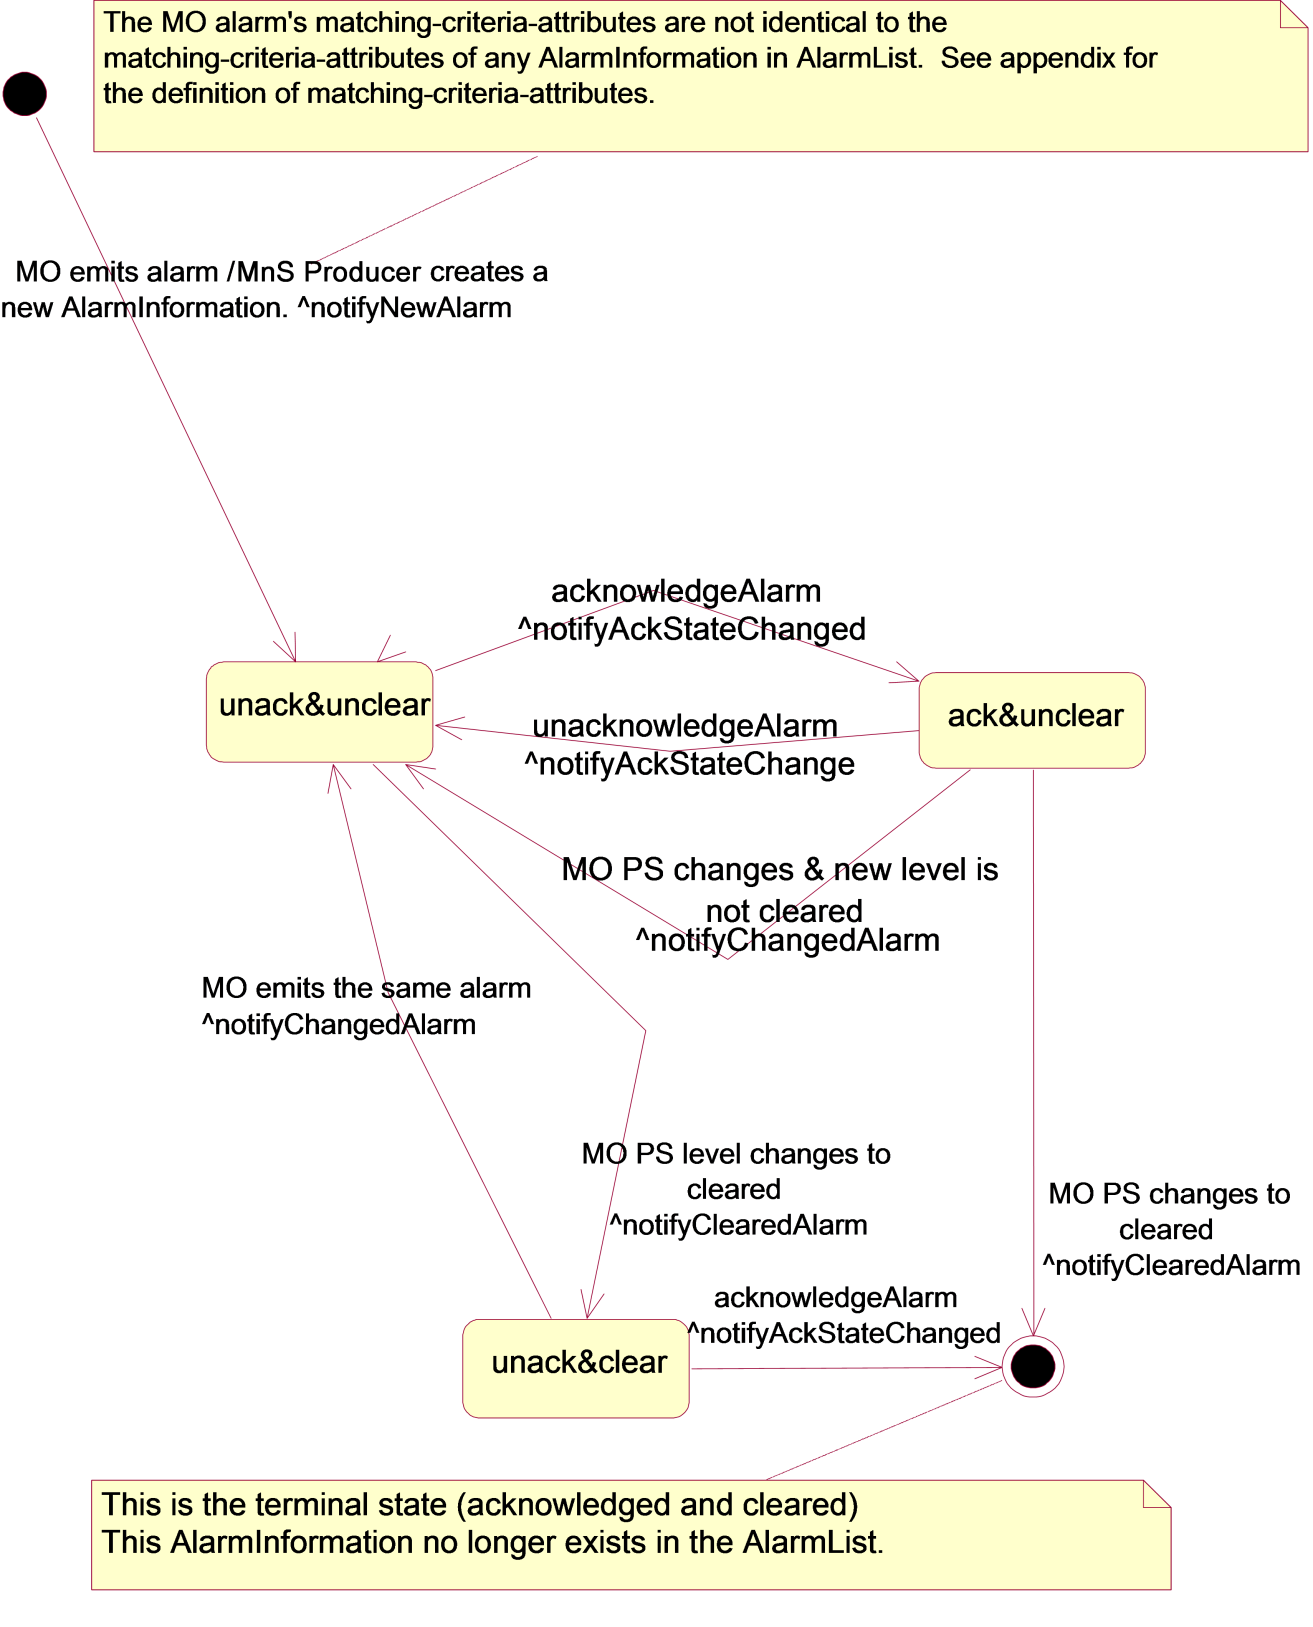 The MO alarm's matching-criteria-attributes are not identical to the
matching-criteria-attributes of any AlarmInformation in AlarmList.  See appendix for
the definition of matching-criteria-attributes.
MO emits alarm /MnS Producer creates a
new AlarmInformation. ^notifyNewAlarm
acknowledgeAlarm
^notifyAckStateChanged
unack&unclear
ack&unclear
unacknowledgeAlarm
^notifyAckStateChange
MO PS changes & new level is
not cleared
^notifyChangedAlarm
MO emits the same alarm
^notifyChangedAlarm
MO PS level changes to
cleared
^notifyClearedAlarm
MO PS changes to
cleared
^notifyClearedAlarm
acknowledgeAlarm
^notifyAckStateChanged
unack&clear
This is the terminal state (acknowledged and cleared)
This AlarmInformation no longer exists in the AlarmList.